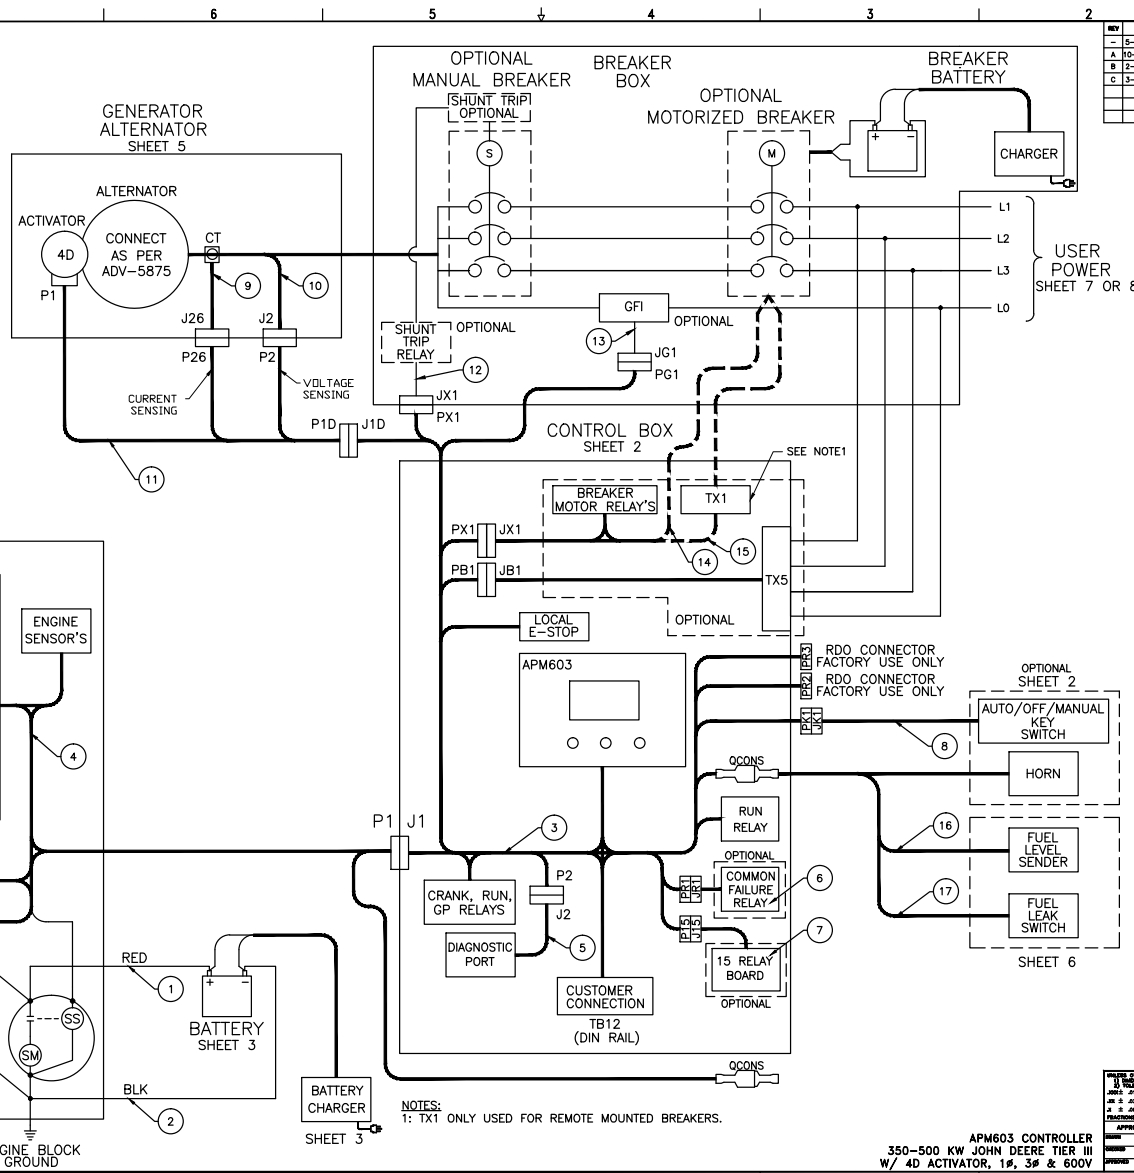 6
5
4
3
2
REV
-
5-
A
10-
B
2-
C
3-
OPTIONAL
MANUAL BREAKER
BREAKER
BOX
BREAKER
BATTERY
SHUNT TRIP
OPTIONAL
OPTIONAL
MOTORIZED BREAKER
GENERATOR
ALTERNATOR
SHEET 5
S
M
+ -
CHARGER
ALTERNATOR
ACTIVATOR
4D
CONNECT
AS PER
ADV-5875
CT
P1
9
10
L1
L2
L3
L0
USER
POWER
SHEET 7 OR 8
GFI
OPTIONAL
J26
J2
P26
P2
SHUNT
TRIP
RELAY
OPTIONAL
13
JG1
PG1
12
CURRENT
SENSING
VOLTAGE
SENSING
JX1
PX1
P1D
J1D
11
CONTROL BOX
SHEET 2
SEE NOTE1
BREAKER
MOTOR RELAY'S
TX1
PX1
JX1
14
15
PB1
JB1
TX5
OPTIONAL
LOCAL
E-STOP
ENGINE
SENSOR'S
APM603
PR3
RDO CONNECTOR
FACTORY USE ONLY
PR2
RDO CONNECTOR
FACTORY USE ONLY
OPTIONAL
SHEET 2
PK1
JK1
8
AUTO/OFF/MANUAL
KEY
SWITCH
4
QCONS
HORN
RUN
RELAY
P1
J1
3
16
FUEL
LEVEL
SENDER
OPTIONAL
COMMON
FAILURE
RELAY
6
PR1
JR1
CRANK, RUN,
GP RELAYS
P2
J2
17
FUEL
LEAK
SWITCH
P15
J15
7
DIAGNOSTIC
PORT
5
15 RELAY
BOARD
OPTIONAL
SHEET 6
RED
1
+ -
CUSTOMER
CONNECTION
TB12
(DIN RAIL)
SS
SM
BATTERY
SHEET 3
QCONS
BLK
2
BATTERY
CHARGER
SHEET 3
NOTES:
1: TX1 ONLY USED FOR REMOTE MOUNTED BREAKERS.
GINE BLOCK
GROUND
APM603 CONTROLLER
350-500 KW JOHN DEERE TIER III
W/ 4D ACTIVATOR, 1ø, 3ø & 600V